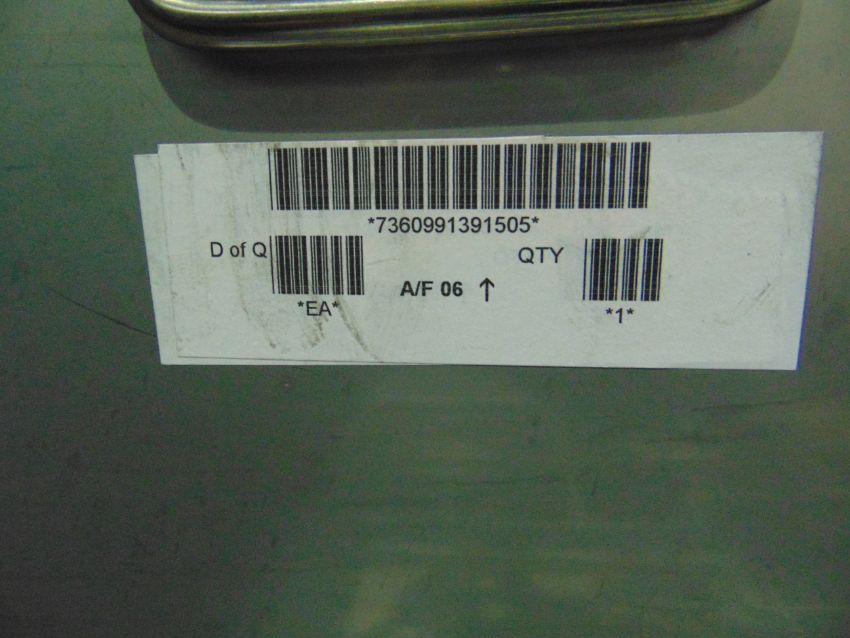 *7360991391505*
D of Q
QTY
A/F 06 ↑
*EA*
*1*